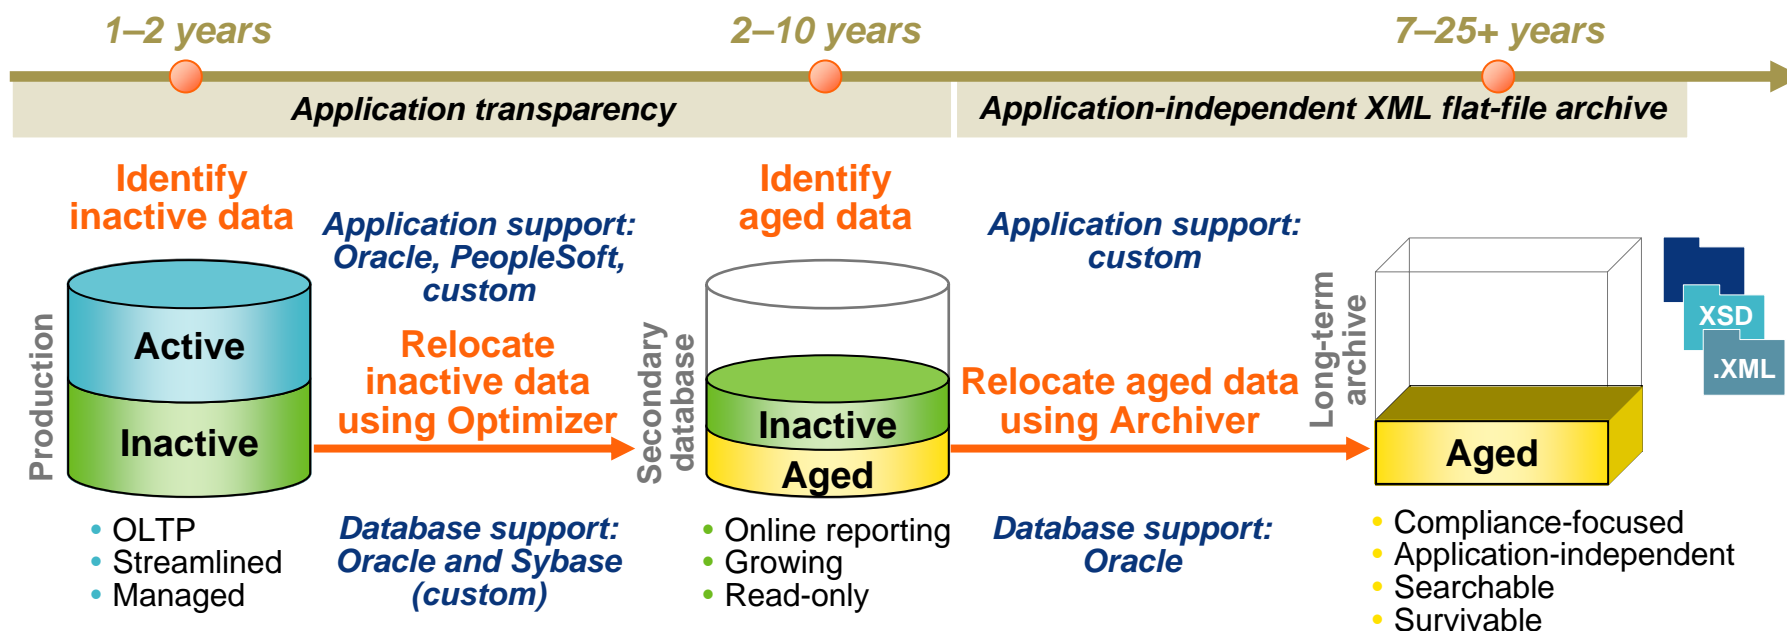 1–2 years
2–10 years
7–25+ years
Application transparency
Application-independent XML flat-file archive
Identify
inactive data
Production
Active
Inactive
• OLTP
• Streamlined
• Managed
Application support:
Oracle, PeopleSoft,
custom
Relocate
inactive data
using Optimizer
Database support:
Oracle and Sybase
(custom)
Identify
aged data
Secondary
database
Inactive
Aged
• Online reporting
• Growing
• Read-only
Application support:
custom
Relocate aged data
using Archiver
Database support:
Oracle
Long-term
archive
Aged
XSD
.XML
• Compliance-focused
• Application-independent
• Searchable
• Survivable